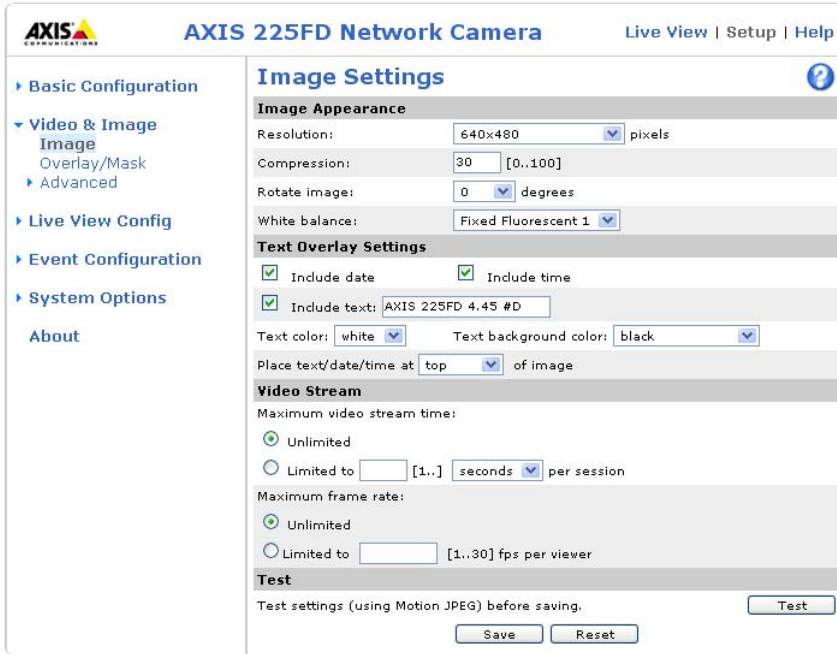 AXIS
COMMUNICATIONS
AXIS 225FD Network Camera
Live View | Setup | Help
Basic Configuration
Video & Image
Image
Overlay/Mask
Advanced
Live View Config
Event Configuration
System Options
About
Image Settings
?
Image Appearance
Resolution: 640x480 pixels
Compression: 30 [0..100]
Rotate image: 0 degrees
White balance: Fixed Fluorescent 1
Text Overlay Settings
Include date Include time
Include text: AXIS 225FD 4.45 #D
Text color: white Text background color: black
Place text/date/time at top of image
Video Stream
Maximum video stream time:
Unlimited
Limited to [1..] seconds per session
Maximum frame rate:
Unlimited
Limited to [1..30] fps per viewer
Test
Test settings (using Motion JPEG) before saving. Test
Save Reset